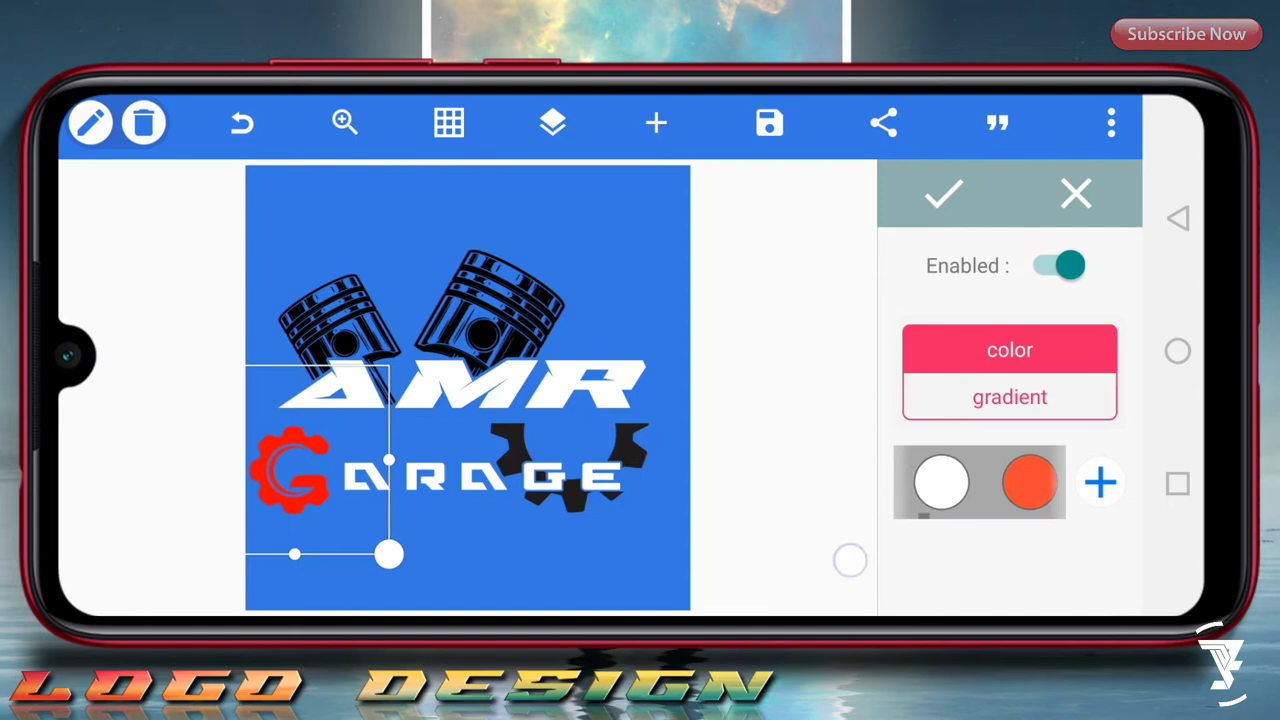 Subscribe Now
Enabled :
color
gradient
AMR
GARAGE
LOGO DESIGN